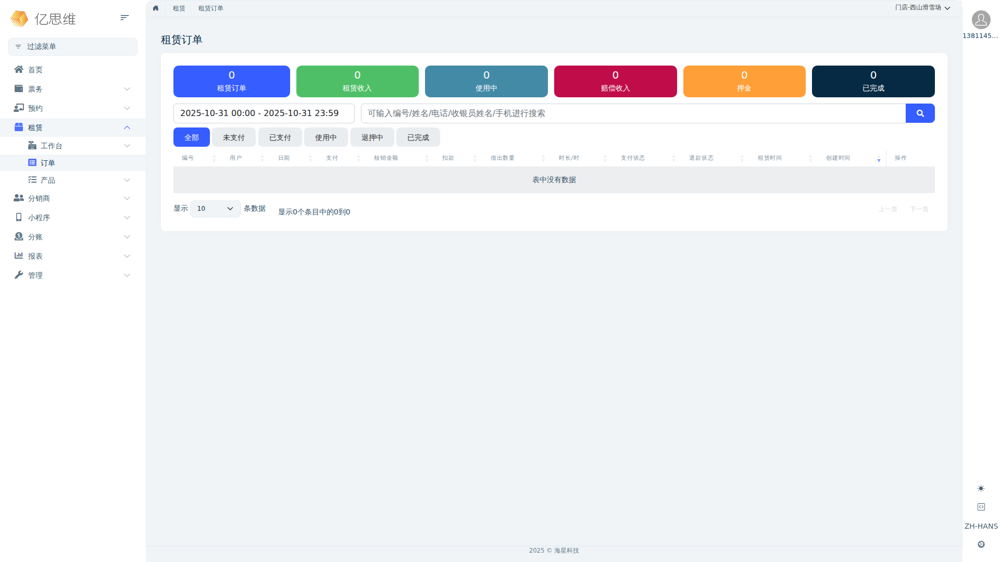 亿思维
过滤菜单
首页
票务
预约
租赁
工作台
订单
产品
分销商
小程序
分账
报表
管理
租赁
租赁订单
门店-西山滑雪场
1381145...
租赁订单
0
租赁订单
0
租赁收入
0
使用中
0
赔偿收入
0
押金
0
已完成
2025-10-31 00:00 - 2025-10-31 23:59
可输入编号/姓名/电话/收银员姓名/手机进行搜索
全部 未支付 已支付 使用中 退押中 已完成
编号 用户 日期 支付 核销金额 扣款 借出数量 时长/时 支付状态 退款状态 租赁时间 创建时间 操作
表中没有数据
显示 10 条数据 显示0个条目中的0到0 上一页 下一页
ZH-HANS
2025 © 海星科技